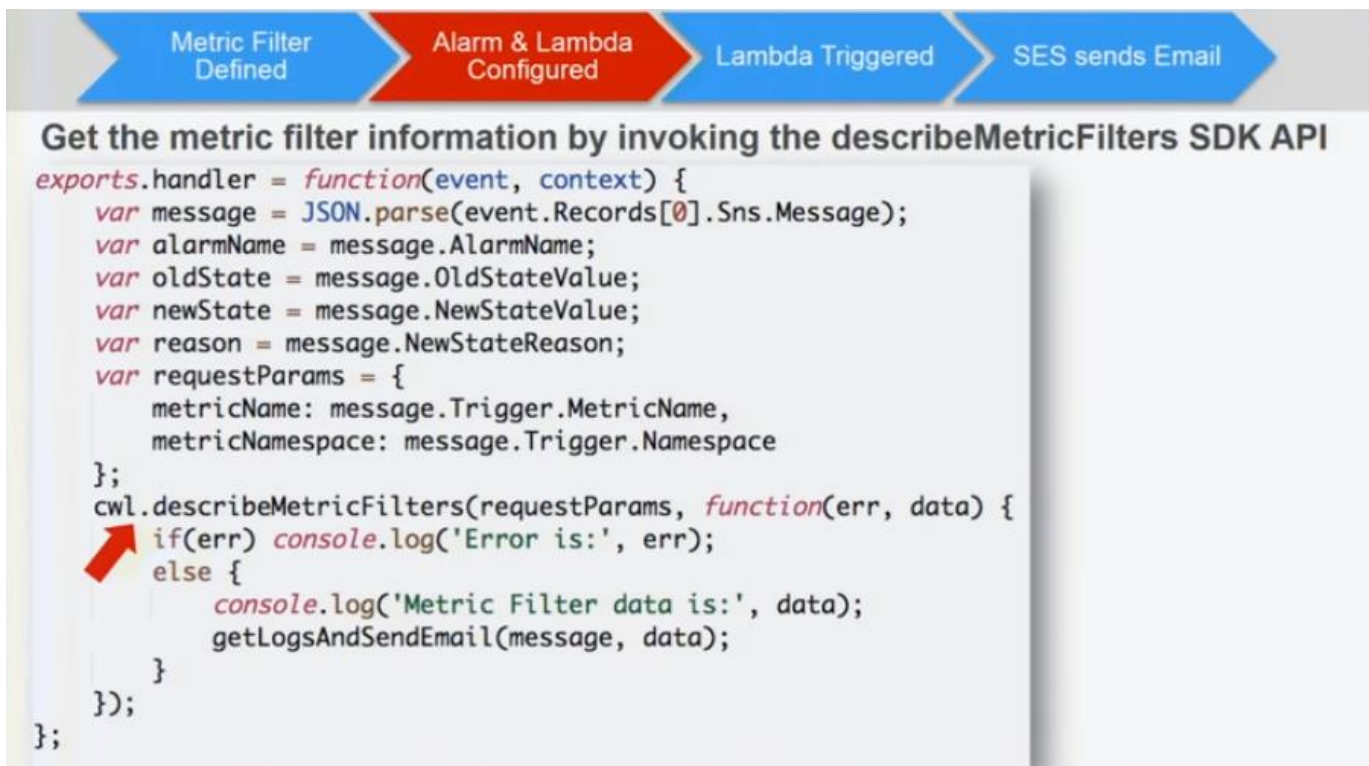 Metric Filter
Defined
Alarm & Lambda
Configured
Lambda Triggered
SES sends Email
Get the metric filter information by invoking the describeMetricFilters SDK API
exports.handler = function(event, context) {
    var message = JSON.parse(event.Records[0].Sns.Message);
    var alarmName = message.AlarmName;
    var oldState = message.OldStateValue;
    var newState = message.NewStateValue;
    var reason = message.NewStateReason;
    var requestParams = {
        metricName: message.Trigger.MetricName,
        metricNamespace: message.Trigger.Namespace
    };
    cwl.describeMetricFilters(requestParams, function(err, data) {
        if(err) console.log('Error is:', err);
        else {
            console.log('Metric Filter data is:', data);
            getLogsAndSendEmail(message, data);
        }
    });
};